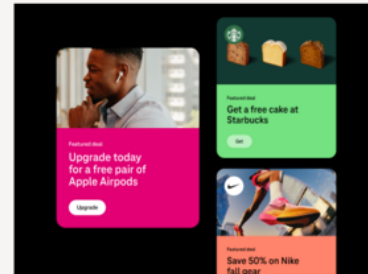 Featured deal
Upgrade today
for a free pair of
Apple Airpods
Upgrade
Featured deal
Get a free cake at
Starbucks
Get
Featured deal
Save 50% on Nike
fall gear